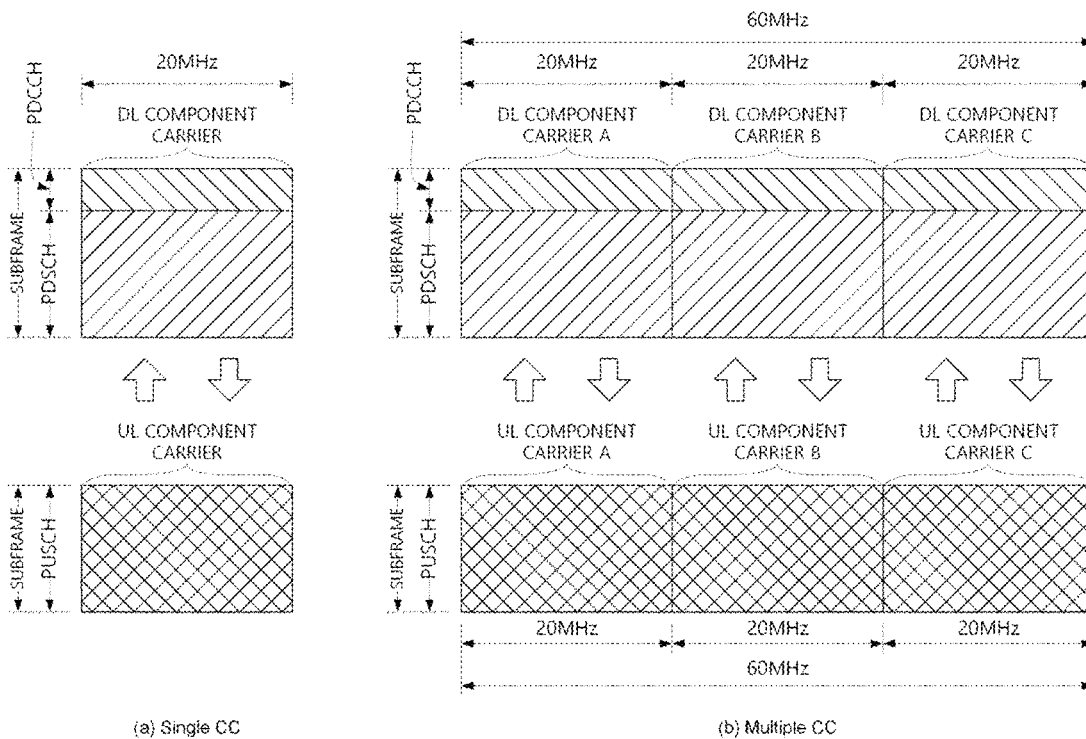 60MHz
20MHz
20MHz
20MHz
20MHz
PDCCH
DL COMPONENT
CARRIER
DL COMPONENT
CARRIER A
DL COMPONENT
CARRIER B
DL COMPONENT
CARRIER C
SUBFRAME
PDSCH
SUBFRAME
PDSCH
PDCCH
UL COMPONENT
CARRIER
UL COMPONENT
CARRIER A
UL COMPONENT
CARRIER B
UL COMPONENT
CARRIER C
SUBFRAME
PUSCH
SUBFRAME
PUSCH
20MHz
20MHz
20MHz
60MHz
(a) Single CC
(b) Multiple CC